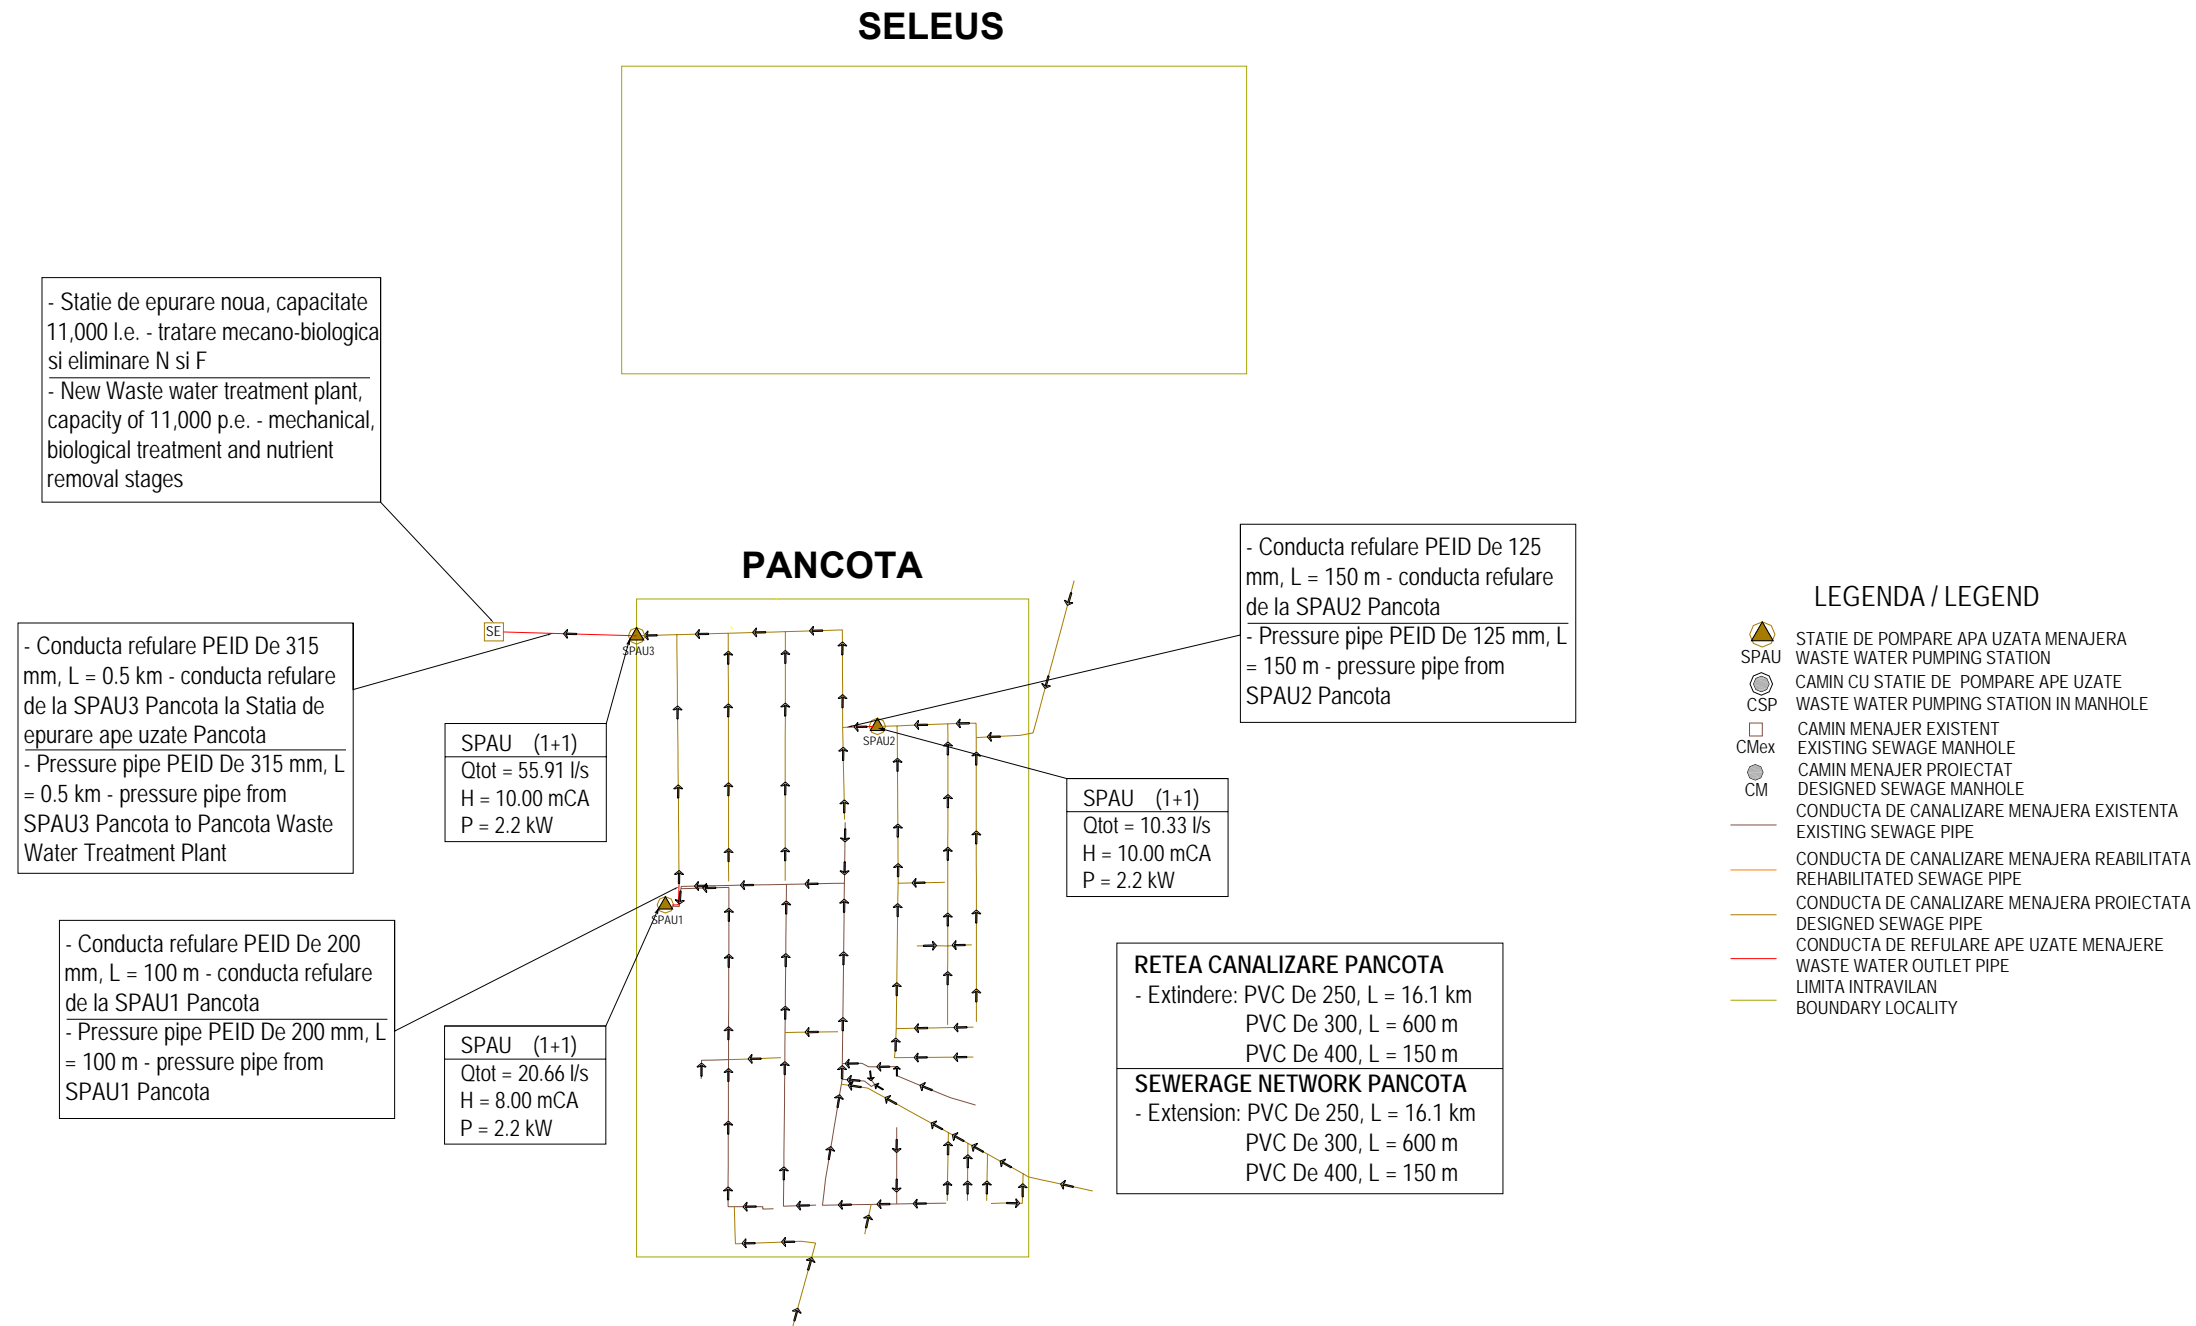 SELEUS
- Statie de epurare noua, capacitate
11,000 l.e. - tratare mecano-biologica
si eliminare N si F
- New Waste water treatment plant,
capacity of 11,000 p.e. - mechanical,
biological treatment and nutrient
removal stages
PANCOTA
- Conducta refulare PEID De 125
mm, L = 150 m - conducta refulare
de la SPAU2 Pancota
- Pressure pipe PEID De 125 mm, L
= 150 m - pressure pipe from
SPAU2 Pancota
SE
SPAU3
- Conducta refulare PEID De 315
mm, L = 0.5 km - conducta refulare
de la SPAU3 Pancota la Statia de
epurare ape uzate Pancota
- Pressure pipe PEID De 315 mm, L
= 0.5 km - pressure pipe from
SPAU3 Pancota to Pancota Waste
Water Treatment Plant
SPAU (1+1)
Qtot = 55.91 l/s
H = 10.00 mCA
P = 2.2 kW
SPAU2
SPAU (1+1)
Qtot = 10.33 l/s
H = 10.00 mCA
P = 2.2 kW
SPAU1
- Conducta refulare PEID De 200
mm, L = 100 m - conducta refulare
de la SPAU1 Pancota
- Pressure pipe PEID De 200 mm, L
= 100 m - pressure pipe from
SPAU1 Pancota
SPAU (1+1)
Qtot = 20.66 l/s
H = 8.00 mCA
P = 2.2 kW
RETEA CANALIZARE PANCOTA
- Extindere: PVC De 250, L = 16.1 km
PVC De 300, L = 600 m
PVC De 400, L = 150 m
SEWERAGE NETWORK PANCOTA
- Extension: PVC De 250, L = 16.1 km
PVC De 300, L = 600 m
PVC De 400, L = 150 m
LEGENDA / LEGEND
STATIE DE POMPARE APA UZATA MENAJERA
SPAU WASTE WATER PUMPING STATION
CAMIN CU STATIE DE POMPARE APE UZATE
CSP WASTE WATER PUMPING STATION IN MANHOLE
CAMIN MENAJER EXISTENT
CMex EXISTING SEWAGE MANHOLE
CAMIN MENAJER PROIECTAT
CM DESIGNED SEWAGE MANHOLE
CONDUCTA DE CANALIZARE MENAJERA EXISTENTA
EXISTING SEWAGE PIPE
CONDUCTA DE CANALIZARE MENAJERA REABILITATA
REHABILITATED SEWAGE PIPE
CONDUCTA DE CANALIZARE MENAJERA PROIECTATA
DESIGNED SEWAGE PIPE
CONDUCTA DE REFULARE APE UZATE MENAJERE
WASTE WATER OUTLET PIPE
LIMITA INTRAVILAN
BOUNDARY LOCALITY